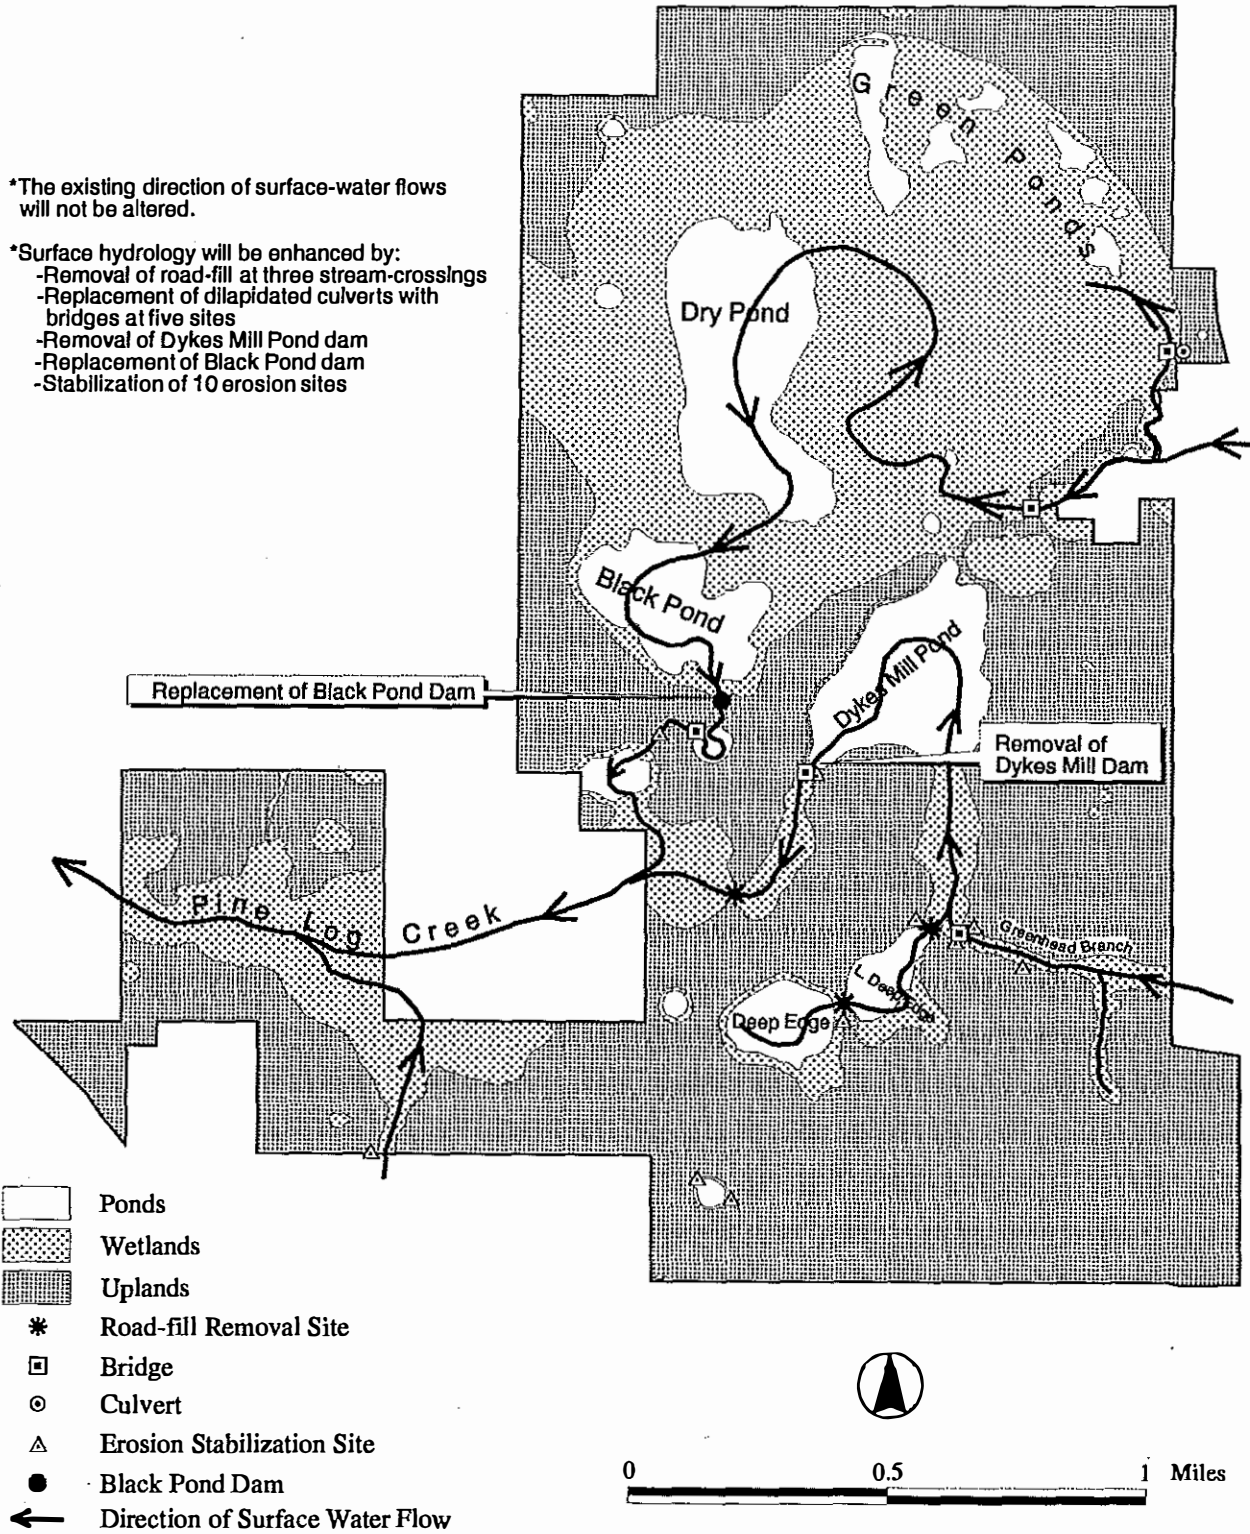 *The existing direction of surface-water flows
will not be altered.
*Surface hydrology will be enhanced by:
-Removal of road-fill at three stream-crossings
-Replacement of dilapidated culverts with
bridges at five sites
-Removal of Dykes Mill Pond dam
-Replacement of Black Pond dam
-Stabilization of 10 erosion sites
Green Ponds
Dry Pond
Black Pond
Dykes Mill Pond
Replacement of Black Pond Dam
Removal of
Dykes Mill Dam
Pine Log Creek
Greenhead Branch
L. Deep Edge
Deep Edge
Ponds
Wetlands
Uplands
Road-fill Removal Site
Bridge
Culvert
Erosion Stabilization Site
Black Pond Dam
Direction of Surface Water Flow
0 0.5 1 Miles